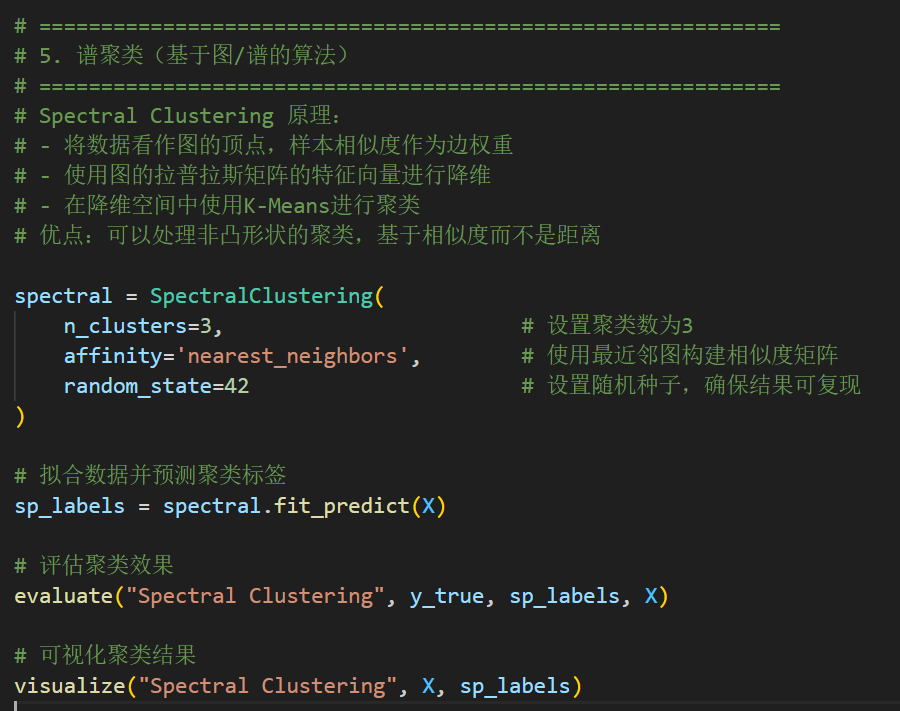 # ============================================================
# 5. 谱聚类（基于图/谱的算法）
# ============================================================
# Spectral Clustering 原理：
# - 将数据看作图的顶点，样本相似度作为边权重
# - 使用图的拉普拉斯矩阵的特征向量进行降维
# - 在降维空间中使用K-Means进行聚类
# 优点：可以处理非凸形状的聚类，基于相似度而不是距离
spectral = SpectralClustering(
    n_clusters=3,                        # 设置聚类数为3
    affinity='nearest_neighbors',        # 使用最近邻图构建相似度矩阵
    random_state=42                      # 设置随机种子，确保结果可复现
)
# 拟合数据并预测聚类标签
sp_labels = spectral.fit_predict(X)
# 评估聚类效果
evaluate("Spectral Clustering", y_true, sp_labels, X)
# 可视化聚类结果
visualize("Spectral Clustering", X, sp_labels)